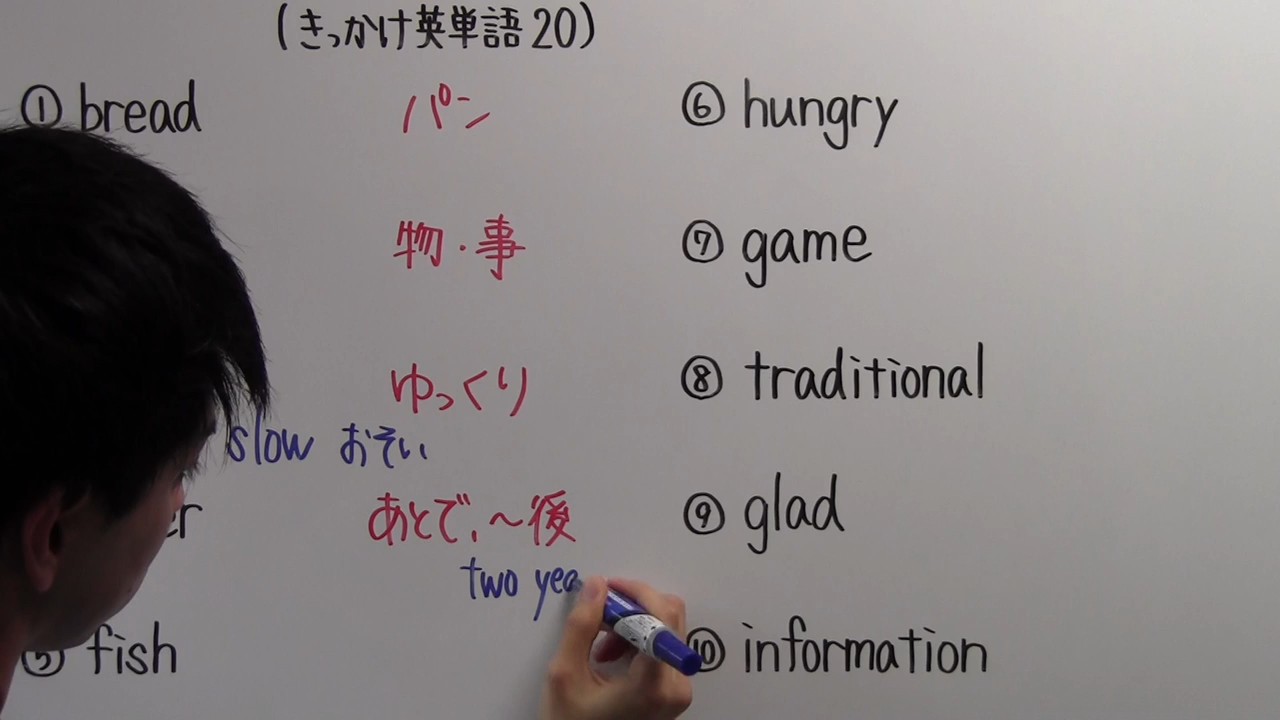 (きっかけ英単語20)
① bread パン
物・事
ゆっくり
slow おそい
あとで、～後
two yea
⑤ fish
⑥ hungry
⑦ game
⑧ traditional
⑨ glad
⑩ information